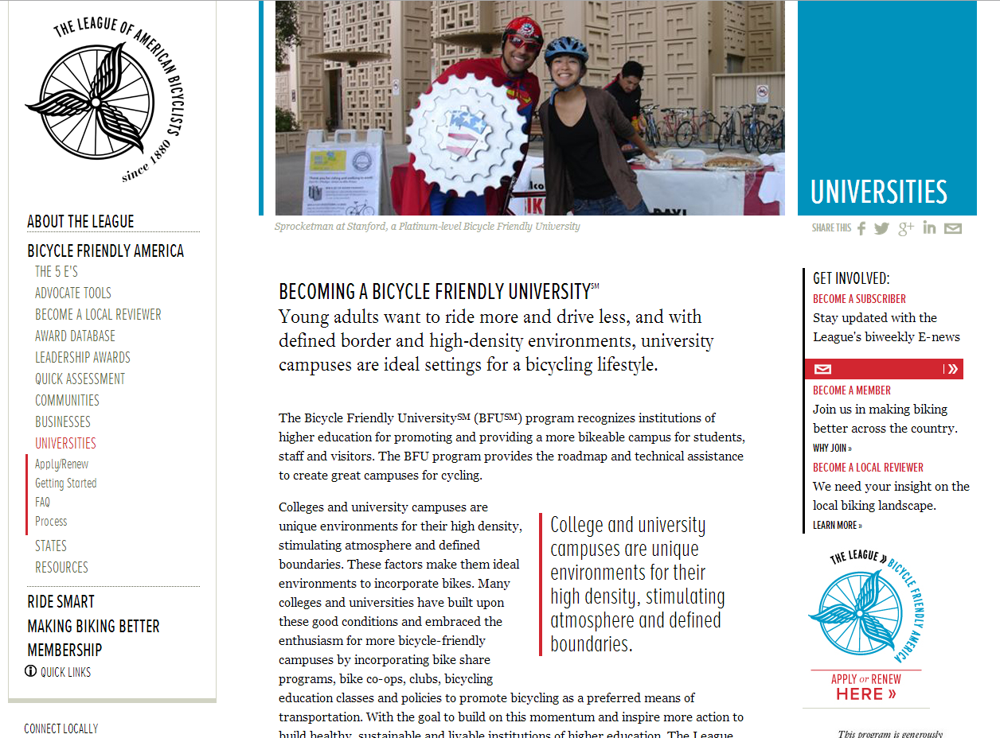 THE LEAGUE OF AMERICAN BICYCLISTS
since 1880
ABOUT THE LEAGUE
BICYCLE FRIENDLY AMERICA
THE 5 E'S
ADVOCATE TOOLS
BECOME A LOCAL REVIEWER
AWARD DATABASE
LEADERSHIP AWARDS
QUICK ASSESSMENT
COMMUNITIES
BUSINESSES
UNIVERSITIES
Apply/Renew
Getting Started
FAQ
Process
STATES
RESOURCES
RIDE SMART
MAKING BIKING BETTER
MEMBERSHIP
QUICK LINKS
CONNECT LOCALLY
Sprocketman at Stanford, a Platinum-level Bicycle Friendly University
BECOMING A BICYCLE FRIENDLY UNIVERSITY℠
Young adults want to ride more and drive less, and with
defined border and high-density environments, university
campuses are ideal settings for a bicycling lifestyle.
The Bicycle Friendly University℠ (BFU℠) program recognizes institutions of
higher education for promoting and providing a more bikeable campus for students,
staff and visitors. The BFU program provides the roadmap and technical assistance
to create great campuses for cycling.
Colleges and university campuses are
unique environments for their high density,
stimulating atmosphere and defined
boundaries. These factors make them ideal
environments to incorporate bikes. Many
colleges and universities have built upon
these good conditions and embraced the
enthusiasm for more bicycle-friendly
campuses by incorporating bike share
programs, bike co-ops, clubs, bicycling
education classes and policies to promote bicycling as a preferred means of
transportation. With the goal to build on this momentum and inspire more action to
build healthy, sustainable and livable institutions of higher education, The League
College and university
campuses are unique
environments for their
high density, stimulating
atmosphere and defined
boundaries.
UNIVERSITIES
SHARE THIS
GET INVOLVED:
BECOME A SUBSCRIBER
Stay updated with the
League's biweekly E-news
BECOME A MEMBER
Join us in making biking
better across the country.
WHY JOIN »
BECOME A LOCAL REVIEWER
We need your insight on the
local biking landscape.
LEARN MORE »
THE LEAGUE » BICYCLE FRIENDLY AMERICA
APPLY or RENEW
HERE »
This program is generously